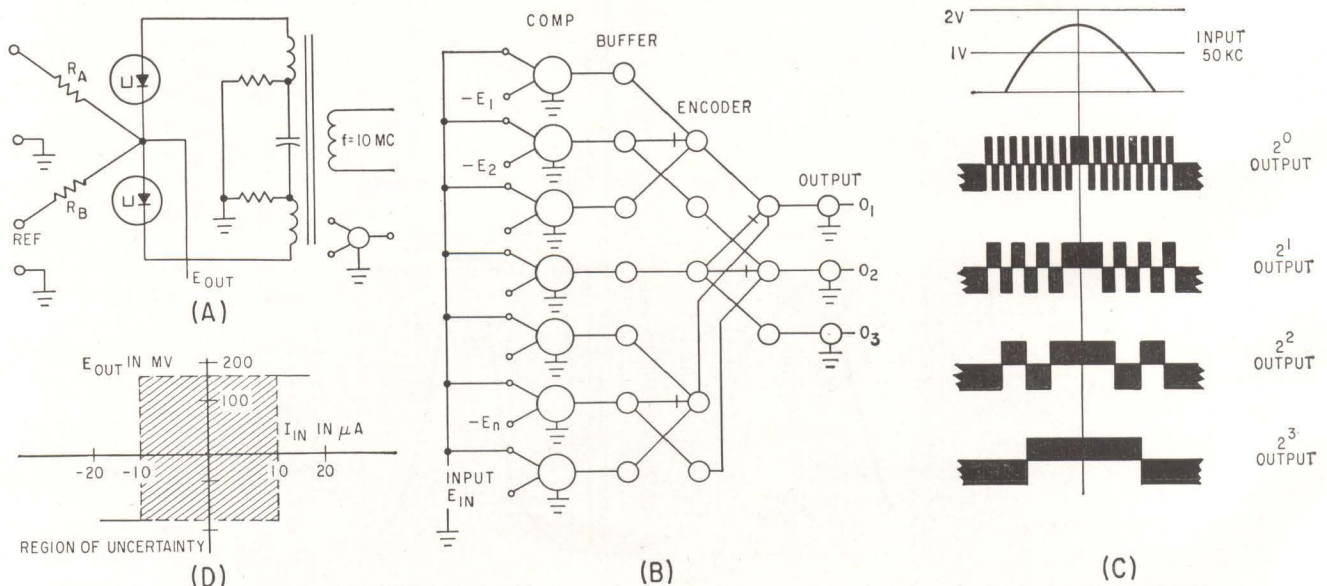 R_A
R_B
REF
E_OUT
f=10 MC
(A)
COMP
BUFFER
ENCODER
OUTPUT
-E_1
-E_2
-E_n
INPUT
E_IN
O_1
O_2
O_3
(B)
2V
1V
INPUT
50 KC
2^0
OUTPUT
2^1
OUTPUT
2^2
OUTPUT
2^3
OUTPUT
(C)
E_OUT IN MV
200
100
I_IN IN μA
-20
-10
0
10
20
REGION OF UNCERTAINTY
(D)